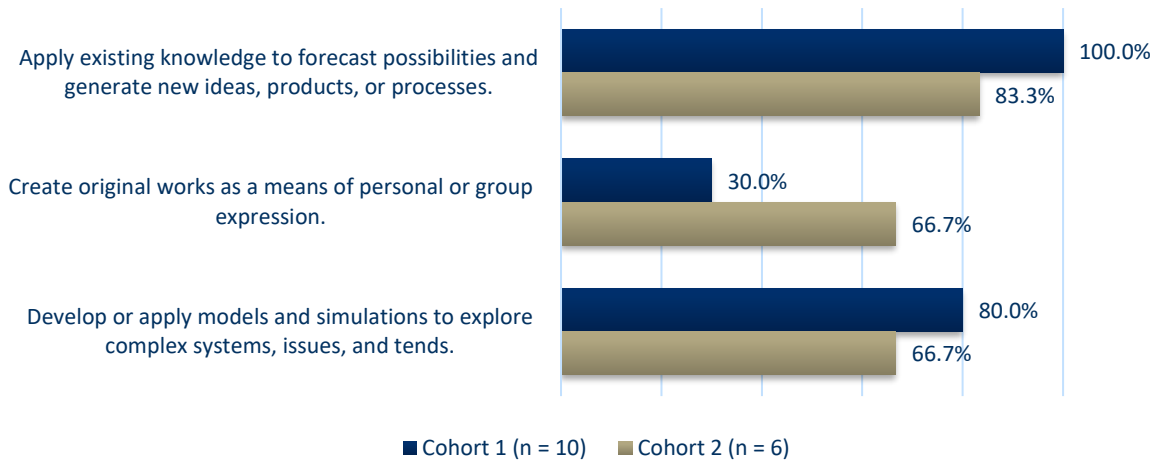 Apply existing knowledge to forecast possibilities and
generate new ideas, products, or processes.
100.0%
83.3%
Create original works as a means of personal or group
expression.
30.0%
66.7%
Develop or apply models and simulations to explore
complex systems, issues, and tends.
80.0%
66.7%
Cohort 1 (n = 10) Cohort 2 (n = 6)